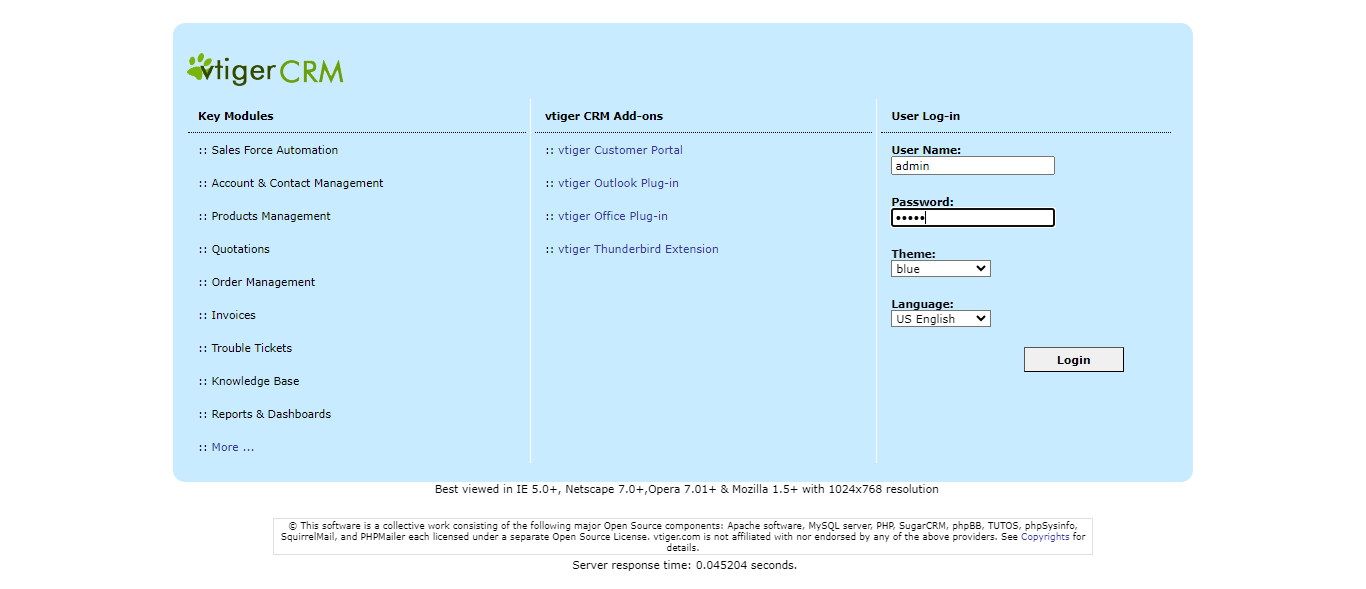 vtiger CRM
Key Modules
:: Sales Force Automation
:: Account & Contact Management
:: Products Management
:: Quotations
:: Order Management
:: Invoices
:: Trouble Tickets
:: Knowledge Base
:: Reports & Dashboards
:: More ...
vtiger CRM Add-ons
:: vtiger Customer Portal
:: vtiger Outlook Plug-in
:: vtiger Office Plug-in
:: vtiger Thunderbird Extension
User Log-in
User Name:
admin
Password:
•••••
Theme:
blue
Language:
US English
Login
Best viewed in IE 5.0+, Netscape 7.0+,Opera 7.01+ & Mozilla 1.5+ with 1024x768 resolution
© This software is a collective work consisting of the following major Open Source components: Apache software, MySQL server, PHP, SugarCRM, phpBB, TUTOS, phpSysinfo,
SquirrelMail, and PHPMailer each licensed under a separate Open Source License. vtiger.com is not affiliated with nor endorsed by any of the above providers. See Copyrights for
details.
Server response time: 0.045204 seconds.